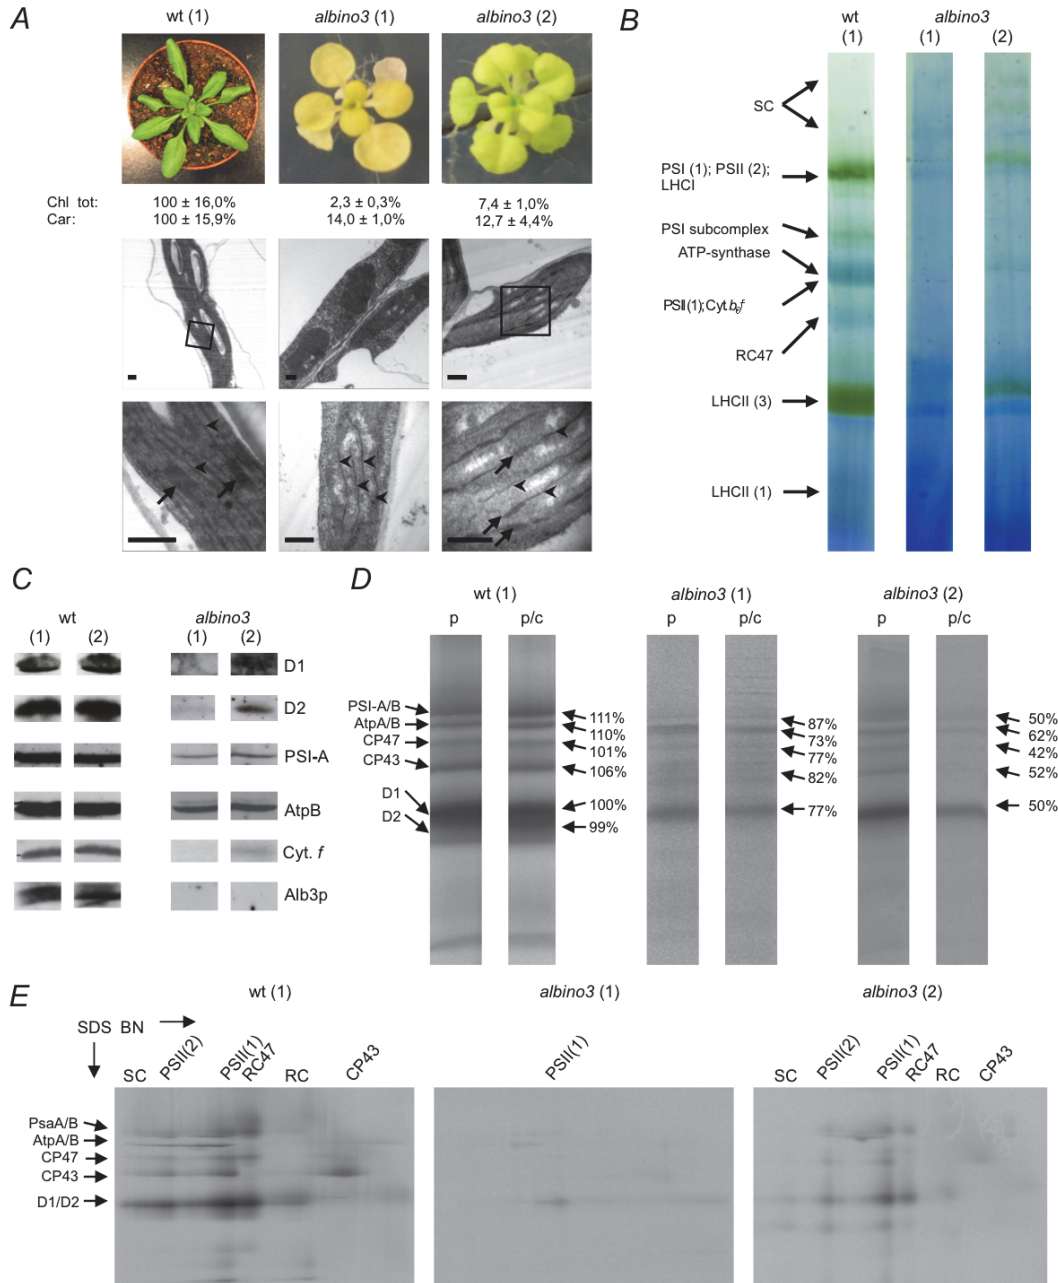 A
wt (1)
albino3 (1)
albino3 (2)
Chl tot:
100 ± 16,0%
2,3 ± 0,3%
7,4 ± 1,0%
Car:
100 ± 15,9%
14,0 ± 1,0%
12,7 ± 4,4%
B
wt
albino3
(1)
(1)
(2)
SC
PSI (1); PSII (2);
LHCI
PSI subcomplex
ATP-synthase
PSII(1);Cyt.b6f
RC47
LHCII (3)
LHCII (1)
C
wt
albino3
(1)
(2)
(1)
(2)
D1
D2
PSI-A
AtpB
Cyt. f
Alb3p
D
wt (1)
albino3 (1)
albino3 (2)
p
p/c
p
p/c
p
p/c
PSI-A/B
AtpA/B
CP47
CP43
D1
D2
111%
110%
101%
106%
100%
99%
87%
73%
77%
82%
77%
50%
62%
42%
52%
50%
E
wt (1)
albino3 (1)
albino3 (2)
SDS BN
SC
PSII(2)
PSII(1)
RC47
RC
CP43
PSII(1)
SC
PSII(2)
PSII(1)
RC47
RC
CP43
PsaA/B
AtpA/B
CP47
CP43
D1/D2